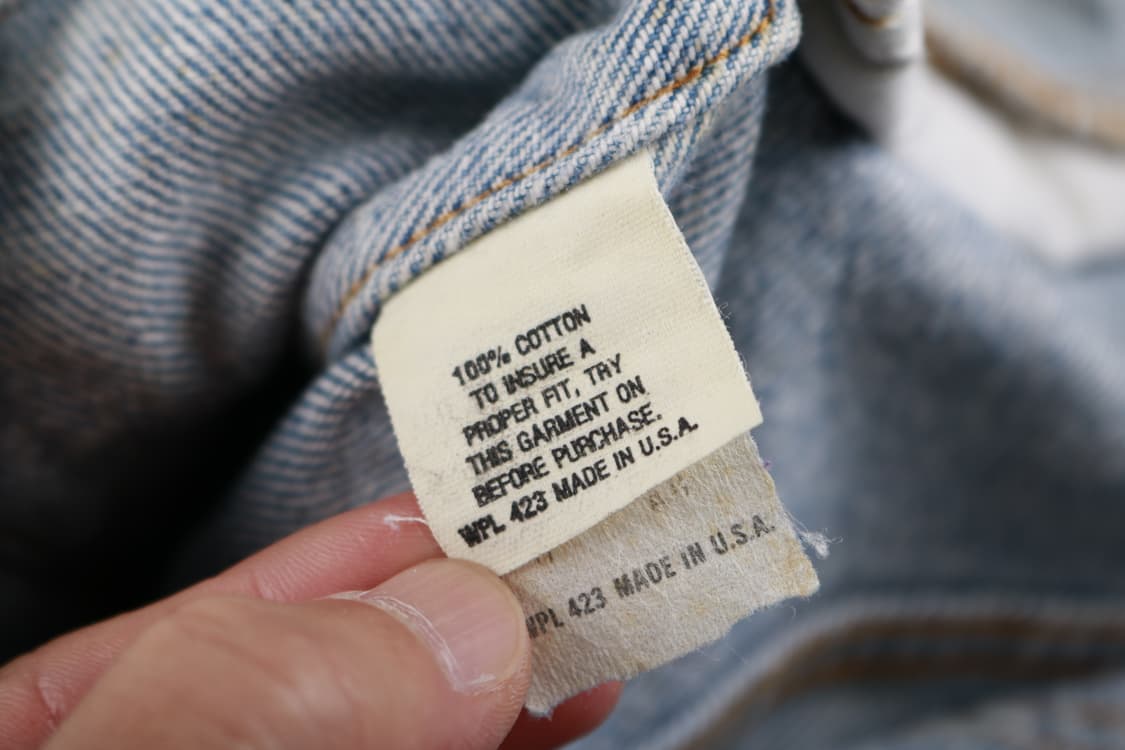 100% COTTON
TO INSURE A
PROPER FIT, TRY
THIS GARMENT ON
BEFORE PURCHASE.
WPL 423 MADE IN U.S.A.
WPL 423 MADE IN U.S.A.